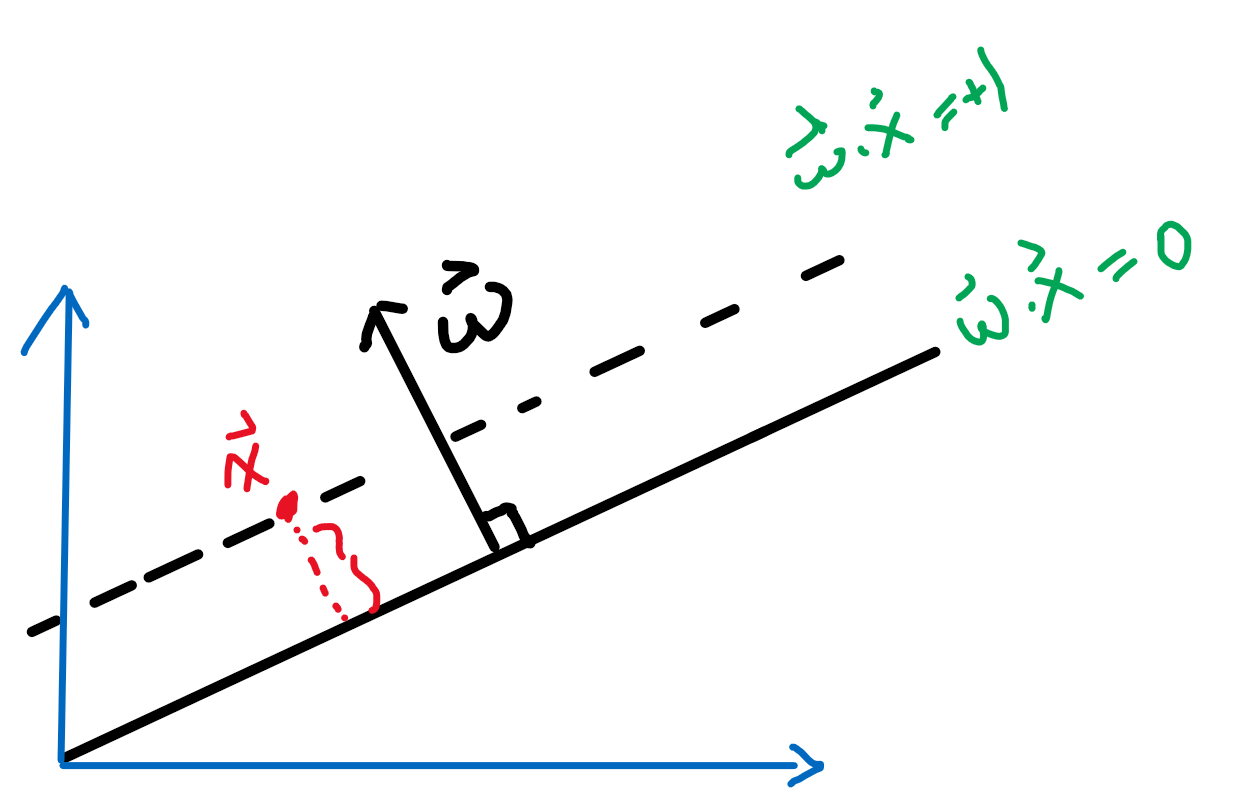 w⃗ · x⃗ = +1
w⃗ · x⃗ = 0
w⃗
x⃗